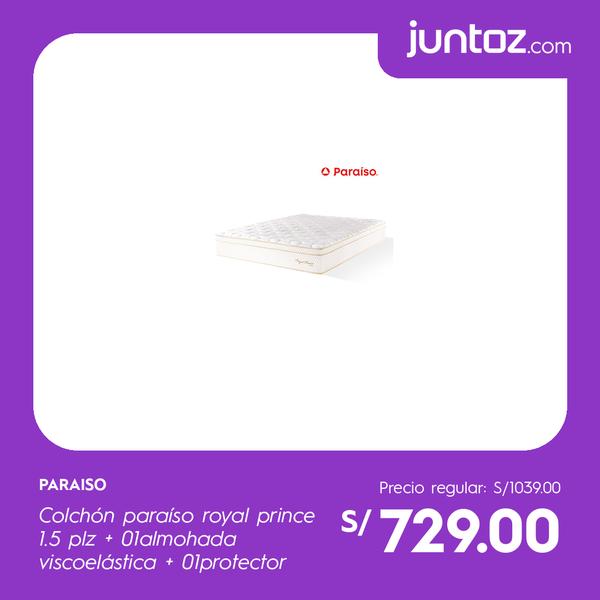 juntoz.com
Paraíso
PARAISO
Colchón paraíso royal prince
1.5 plz + 01almohada
viscoelástica + 01protector
Precio regular: S/1039.00
S/ 729.00